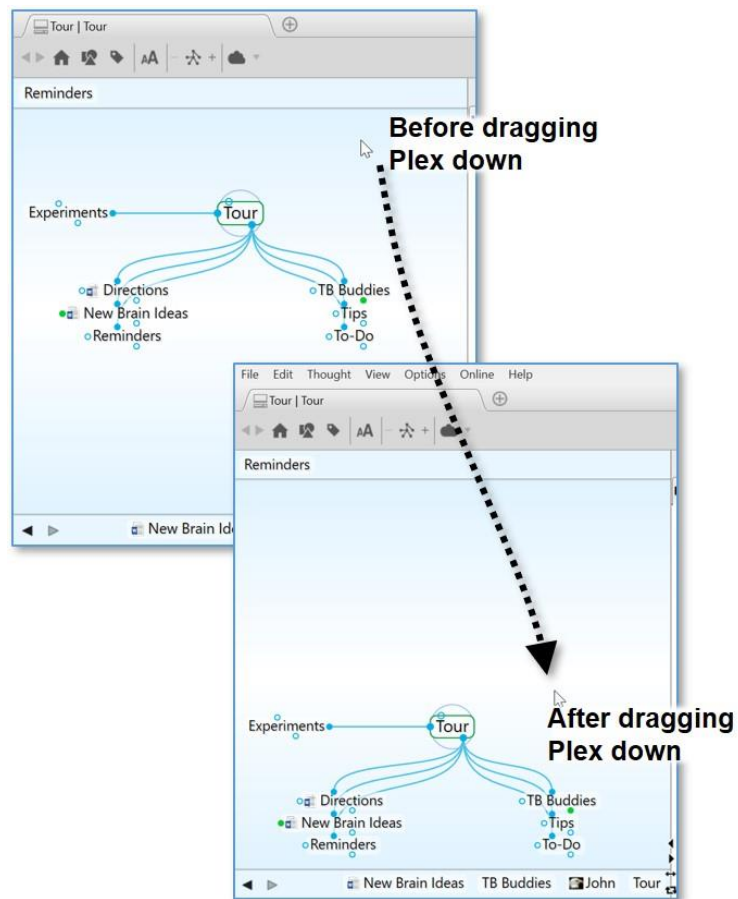 Tour | Tour
AA
Reminders
Before dragging
Plex down
Experiments
Tour
Directions
TB Buddies
New Brain Ideas
Tips
Reminders
To-Do
New Brain
File Edit Thought View Options Online Help
Tour | Tour
AA
Reminders
After dragging
Plex down
Experiments
Tour
Directions
TB Buddies
New Brain Ideas
Tips
Reminders
To-Do
New Brain Ideas TB Buddies John Tour